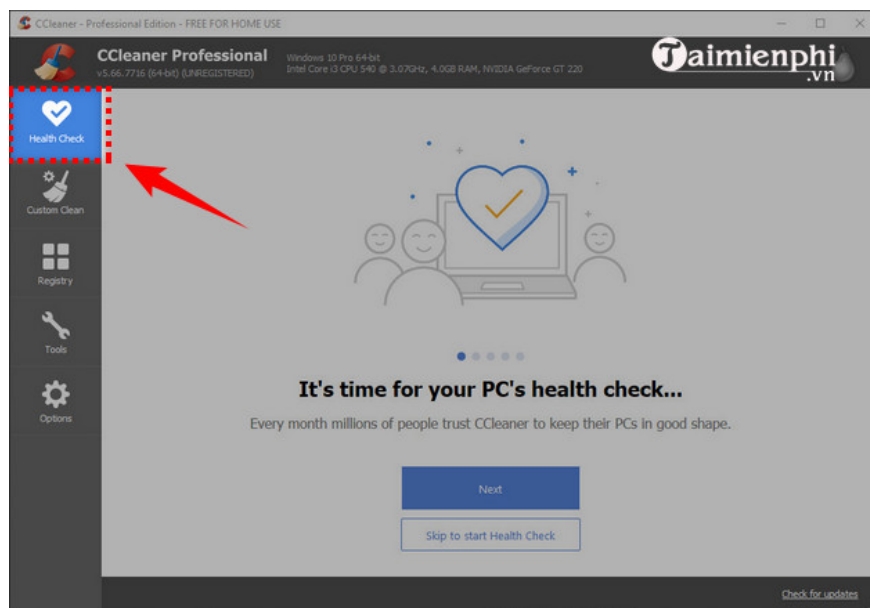 CCleaner - Professional Edition - FREE FOR HOME USE
CCleaner Professional
v5.66.7716 (64-bit) (UNREGISTERED)
Windows 10 Pro 64-bit
Intel Core i3 CPU 540 @ 3.07GHz, 4.0GB RAM, NVIDIA GeForce GT 220
Taimienphi
.vn
Health Check
Custom Clean
Registry
Tools
Options
It's time for your PC's health check...
Every month millions of people trust CCleaner to keep their PCs in good shape.
Next
Skip to start Health Check
Check for updates